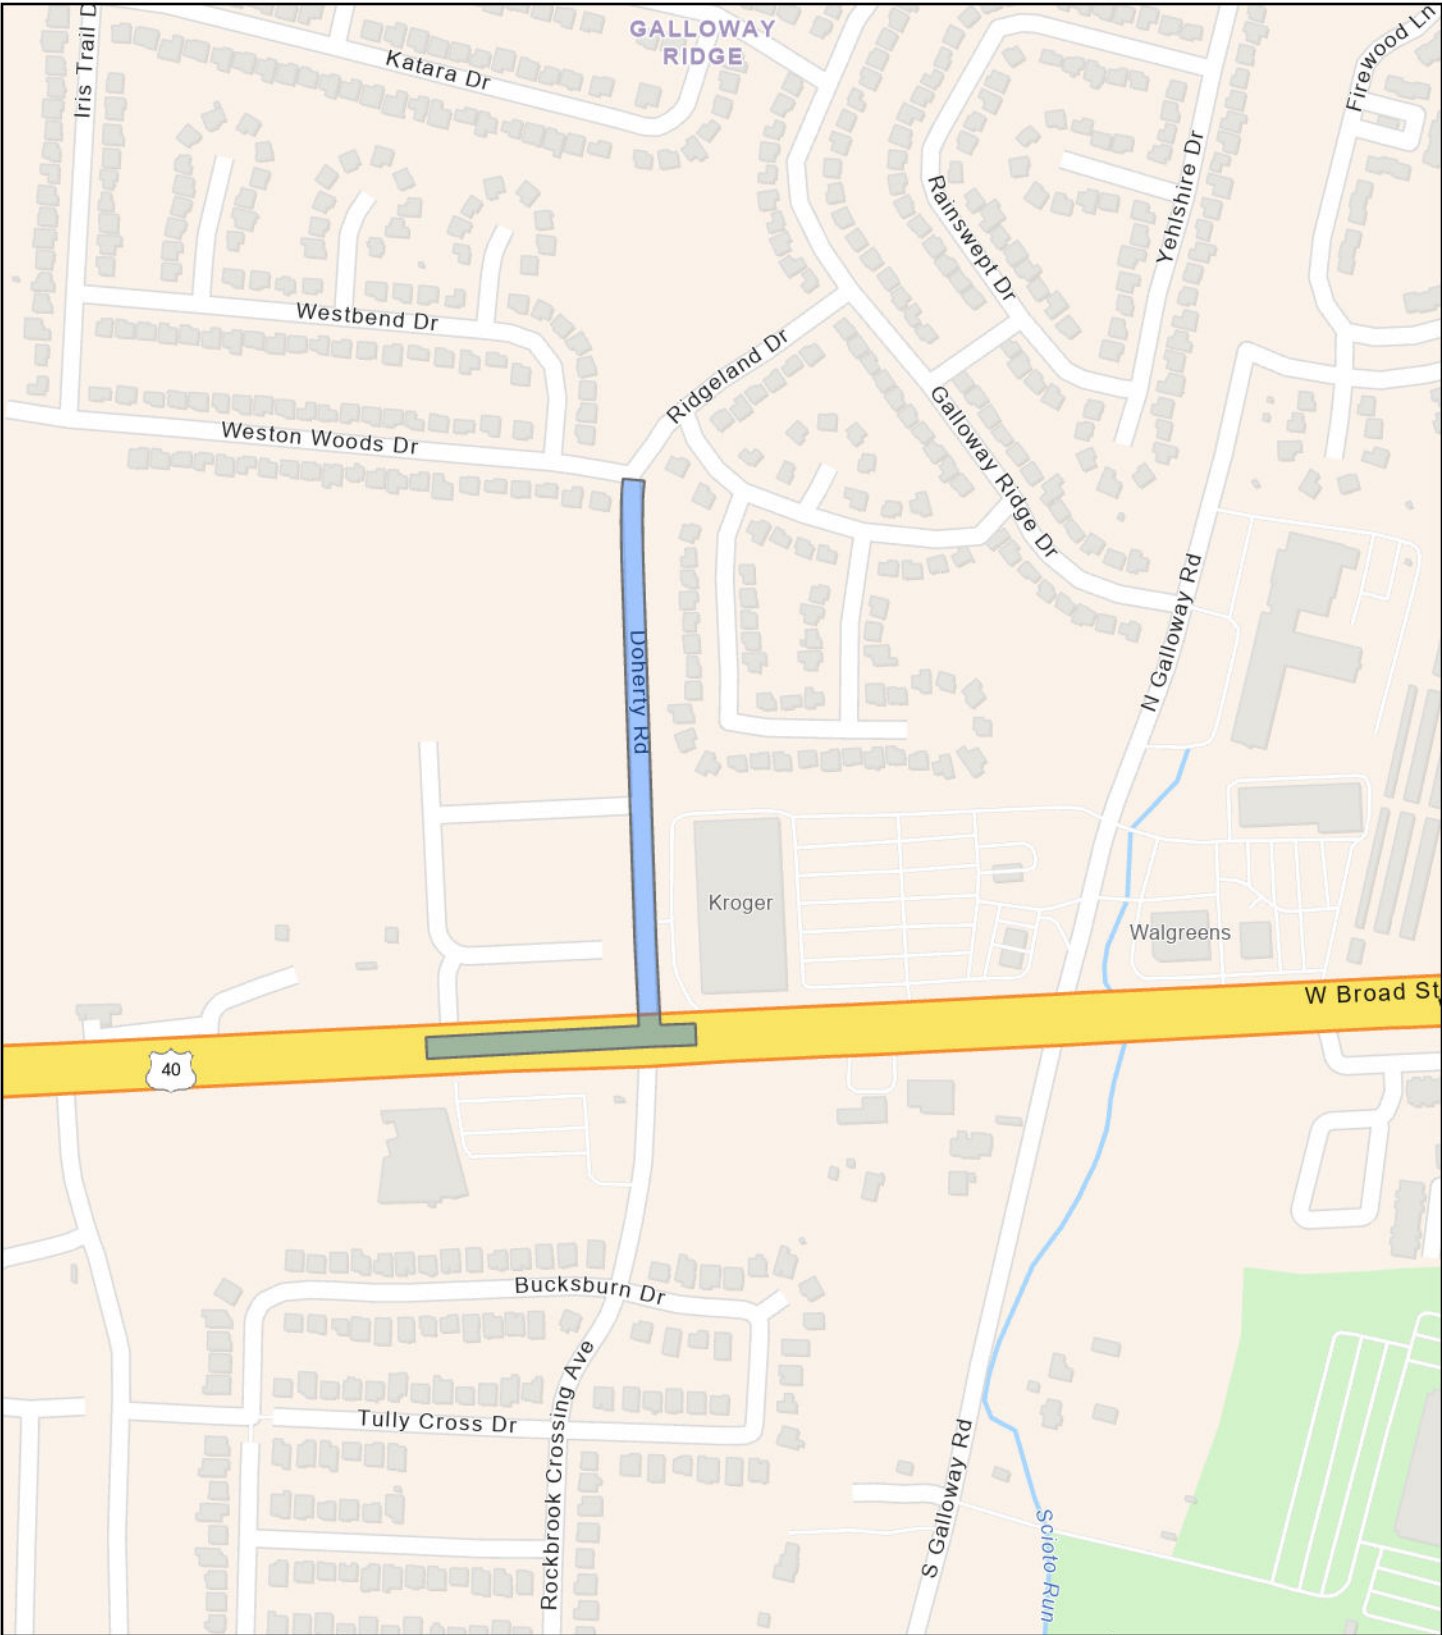 GALLOWAY
RIDGE
Iris Trail D
Katara Dr
Firewood Ln
Yehlshire Dr
Rainswept Dr
Westbend Dr
Ridgeland Dr
Weston Woods Dr
Galloway Ridge Dr
N Galloway Rd
Doherty Rd
Kroger
Walgreens
W Broad St
40
Bucksburn Dr
Rockbrook Crossing Ave
Tully Cross Dr
S Galloway Rd
Scioto Run